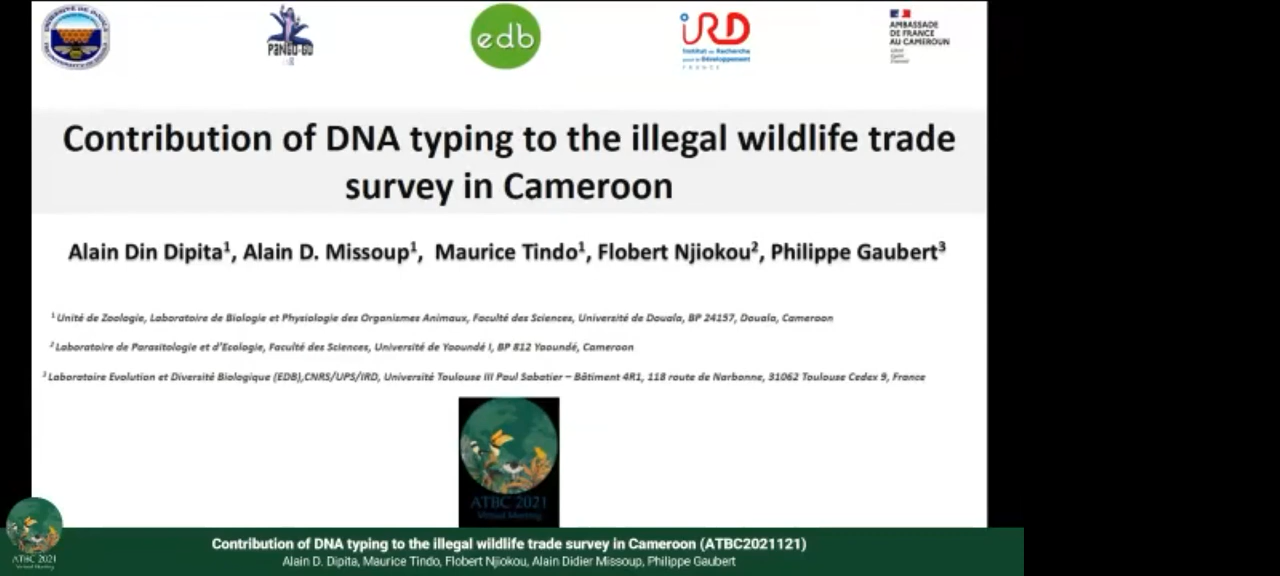 PANGO-GO
edb
IRD
Institut de Recherche
pour le Développement
FRANCE
AMBASSADE
DE FRANCE
AU CAMEROUN
Contribution of DNA typing to the illegal wildlife trade
survey in Cameroon
Alain Din Dipita1, Alain D. Missoup1, Maurice Tindo1, Flobert Njiokou2, Philippe Gaubert3
1 Unité de Zoologie, Laboratoire de Biologie et Physiologie des Organismes Animaux, Faculté des Sciences, Université de Douala, BP 24157, Douala, Cameroon
2 Laboratoire de Parasitologie et d'Ecologie, Faculté des Sciences, Université de Yaoundé I, BP 812 Yaoundé, Cameroon
3 Laboratoire Evolution et Diversité Biologique (EDB),CNRS/UPS/IRD, Université Toulouse III Paul Sabatier – Bâtiment 4R1, 118 route de Narbonne, 31062 Toulouse Cedex 9, France
ATBC 2021
Virtual Meeting
ATBC 2021
Virtual Meeting
Contribution of DNA typing to the illegal wildlife trade survey in Cameroon (ATBC2021121)
Alain D. Dipita, Maurice Tindo, Flobert Njiokou, Alain Didier Missoup, Philippe Gaubert